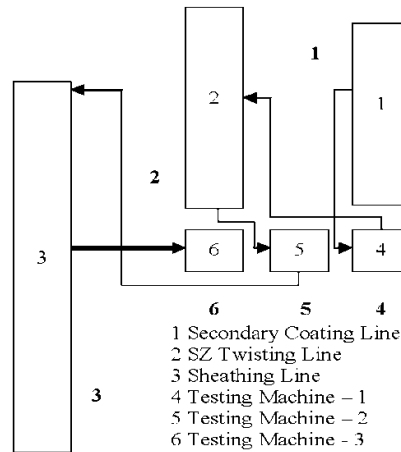 1
2
1
2
3
6
5
4
6
5
4
1 Secondary Coating Line
2 SZ Twisting Line
3 Sheathing Line
3
4 Testing Machine – 1
5 Testing Machine – 2
6 Testing Machine - 3